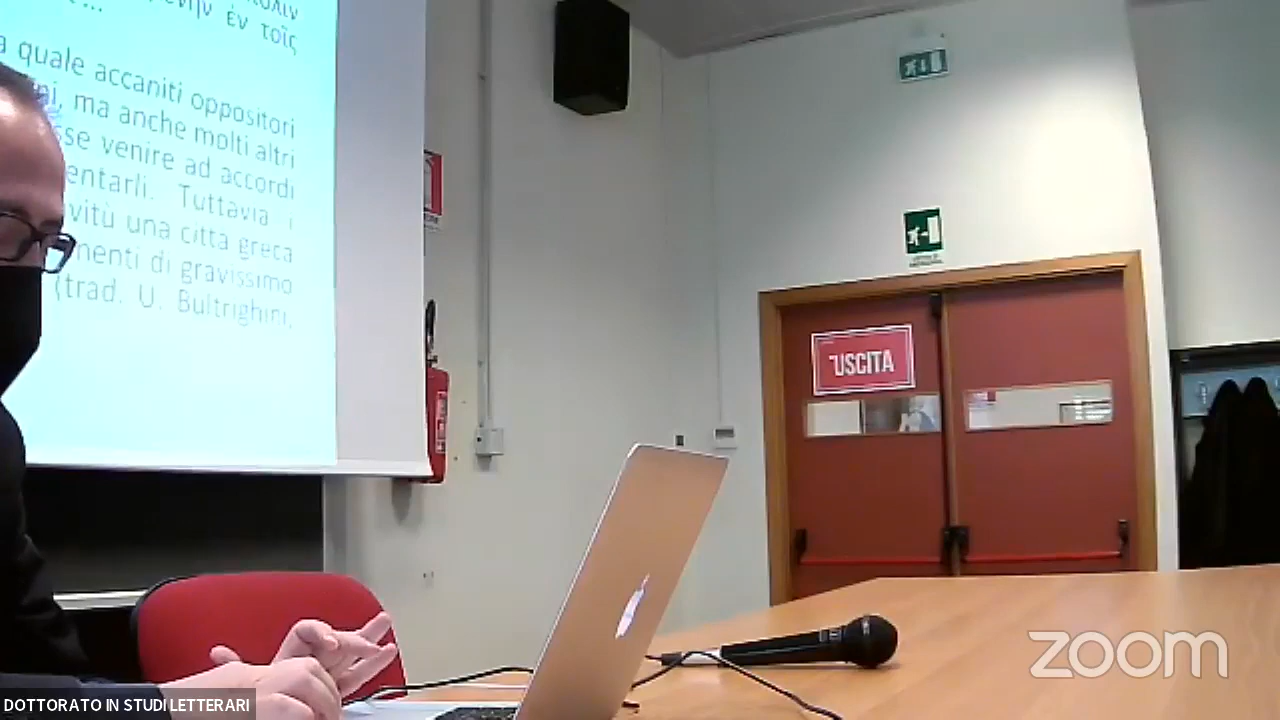 ἐν τοῖς
a quale accaniti oppositori
ni, ma anche molti altri
sse venire ad accordi
entarli. Tuttavia i
vitù una città greca
menti di gravissimo
(trad. U. Bultrighini,
USCITA
zoom
DOTTORATO IN STUDI LETTERARI